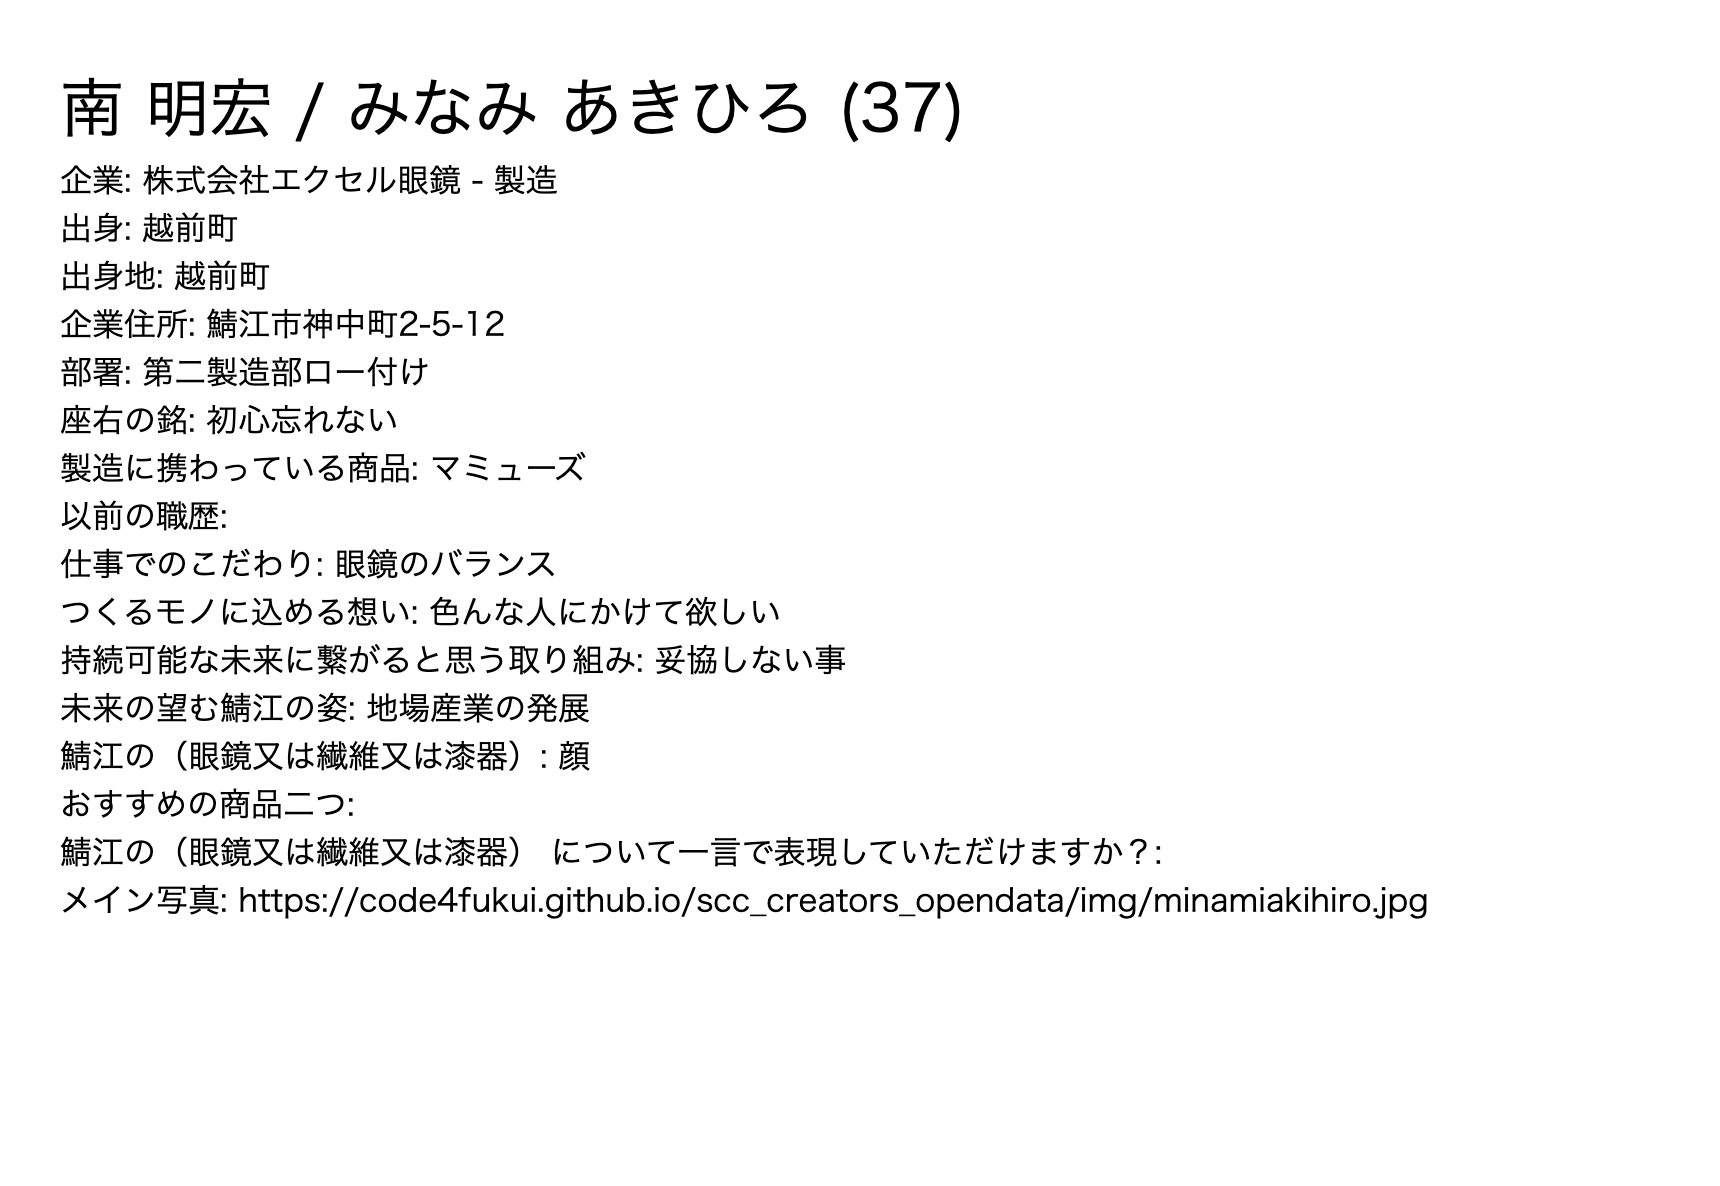 南 明宏 / みなみ あきひろ (37)
企業: 株式会社エクセル眼鏡 - 製造
出身: 越前町
出身地: 越前町
企業住所: 鯖江市神中町2-5-12
部署: 第二製造部ロー付け
座右の銘: 初心忘れない
製造に携わっている商品: マミューズ
以前の職歴:
仕事でのこだわり: 眼鏡のバランス
つくるモノに込める想い: 色んな人にかけて欲しい
持続可能な未来に繋がると思う取り組み: 妥協しない事
未来の望む鯖江の姿: 地場産業の発展
鯖江の（眼鏡又は繊維又は漆器）: 顔
おすすめの商品二つ:
鯖江の（眼鏡又は繊維又は漆器） について一言で表現していただけますか？:
メイン写真: https://code4fukui.github.io/scc_creators_opendata/img/minamiakihiro.jpg